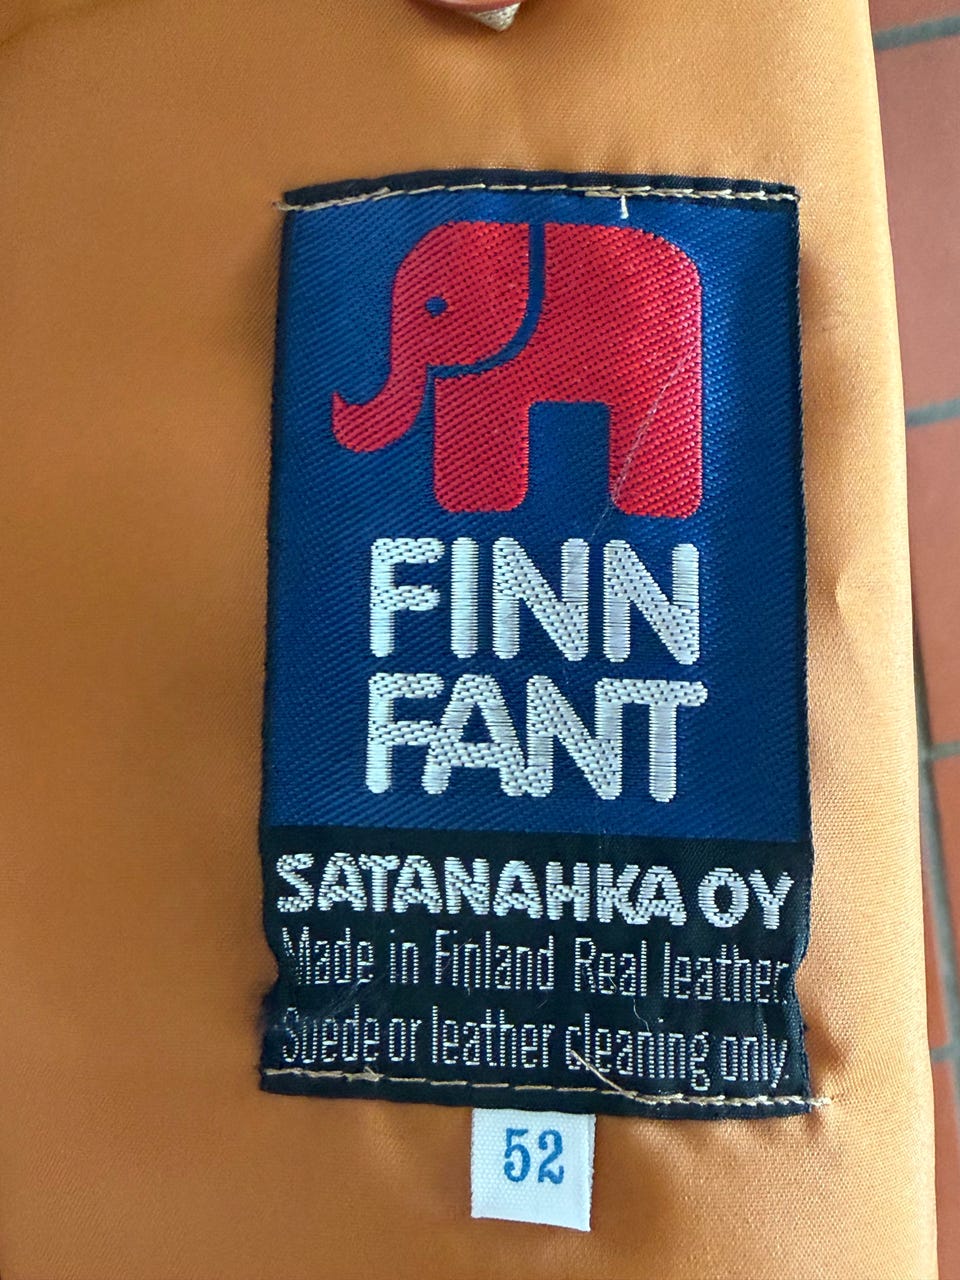 FINN
FANT
SATANAHKA OY
Made in Finland Real leather
Suede or leather cleaning only
52